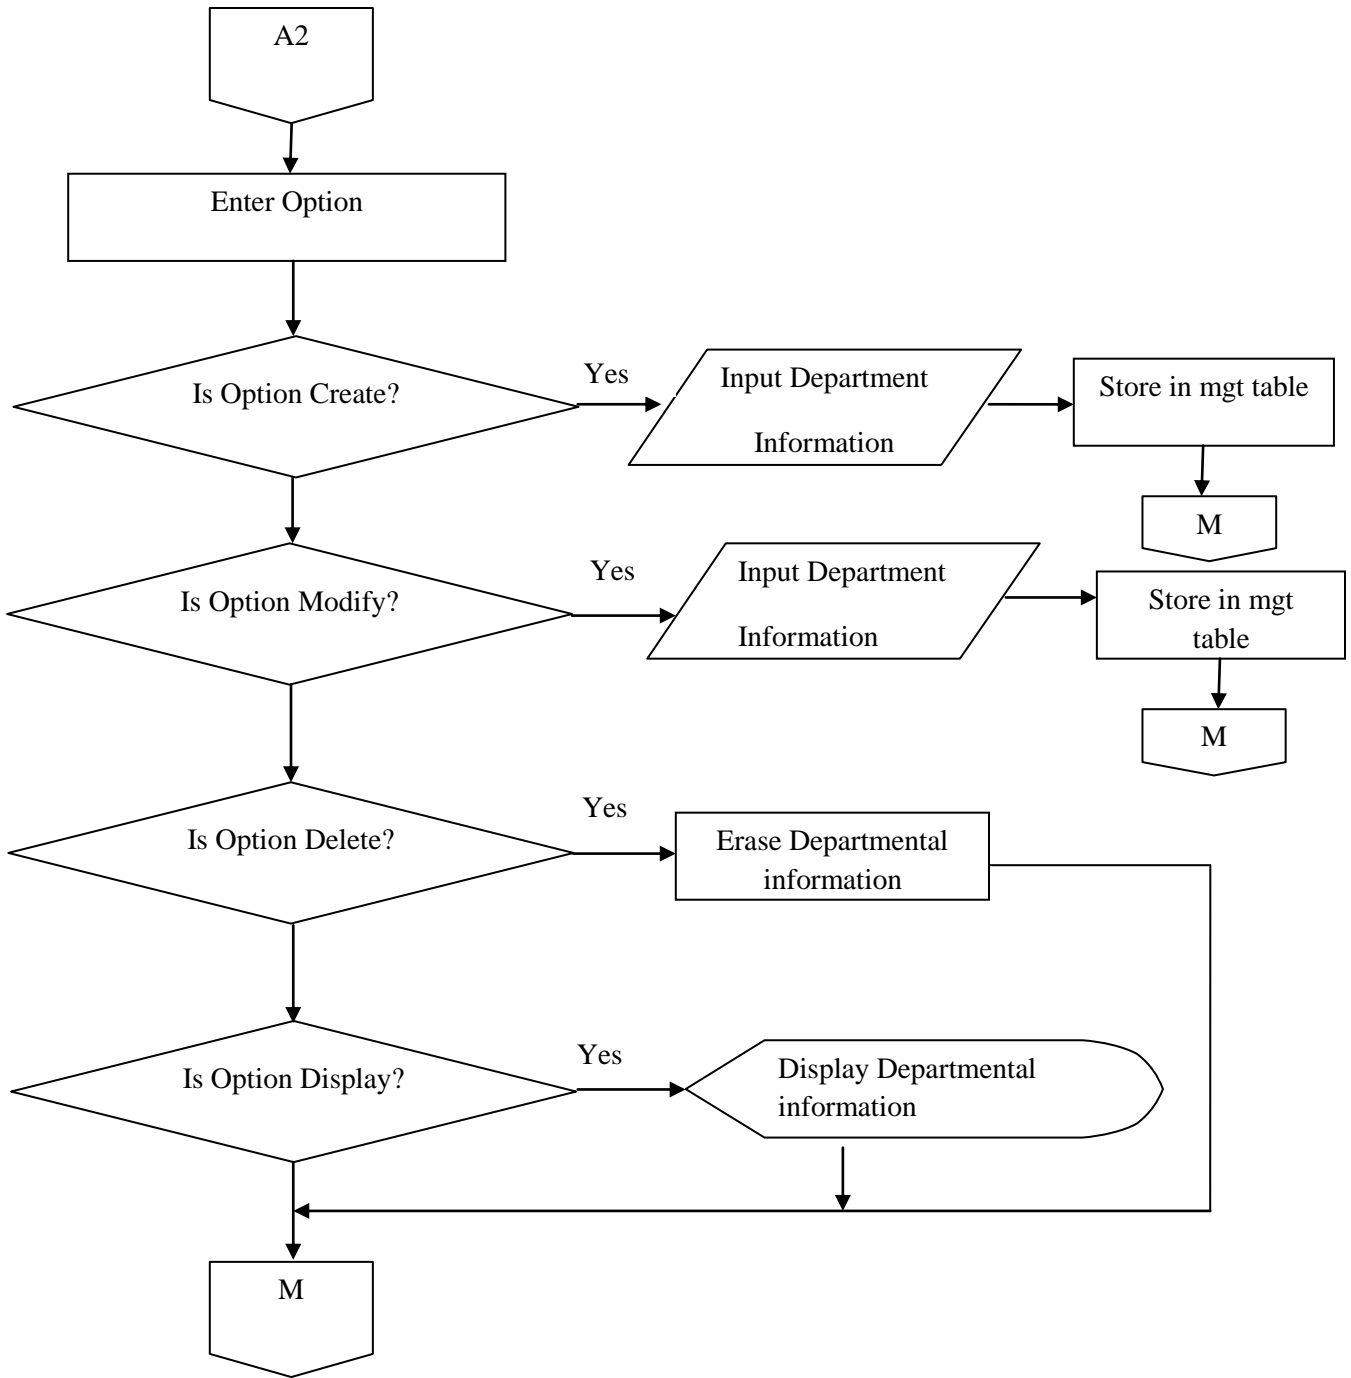 A2
Enter Option
Is Option Create?
Yes
Input Department
Information
Store in mgt table
M
Is Option Modify?
Yes
Input Department
Information
Store in mgt
table
M
Is Option Delete?
Yes
Erase Departmental
information
Is Option Display?
Yes
Display Departmental
information
M